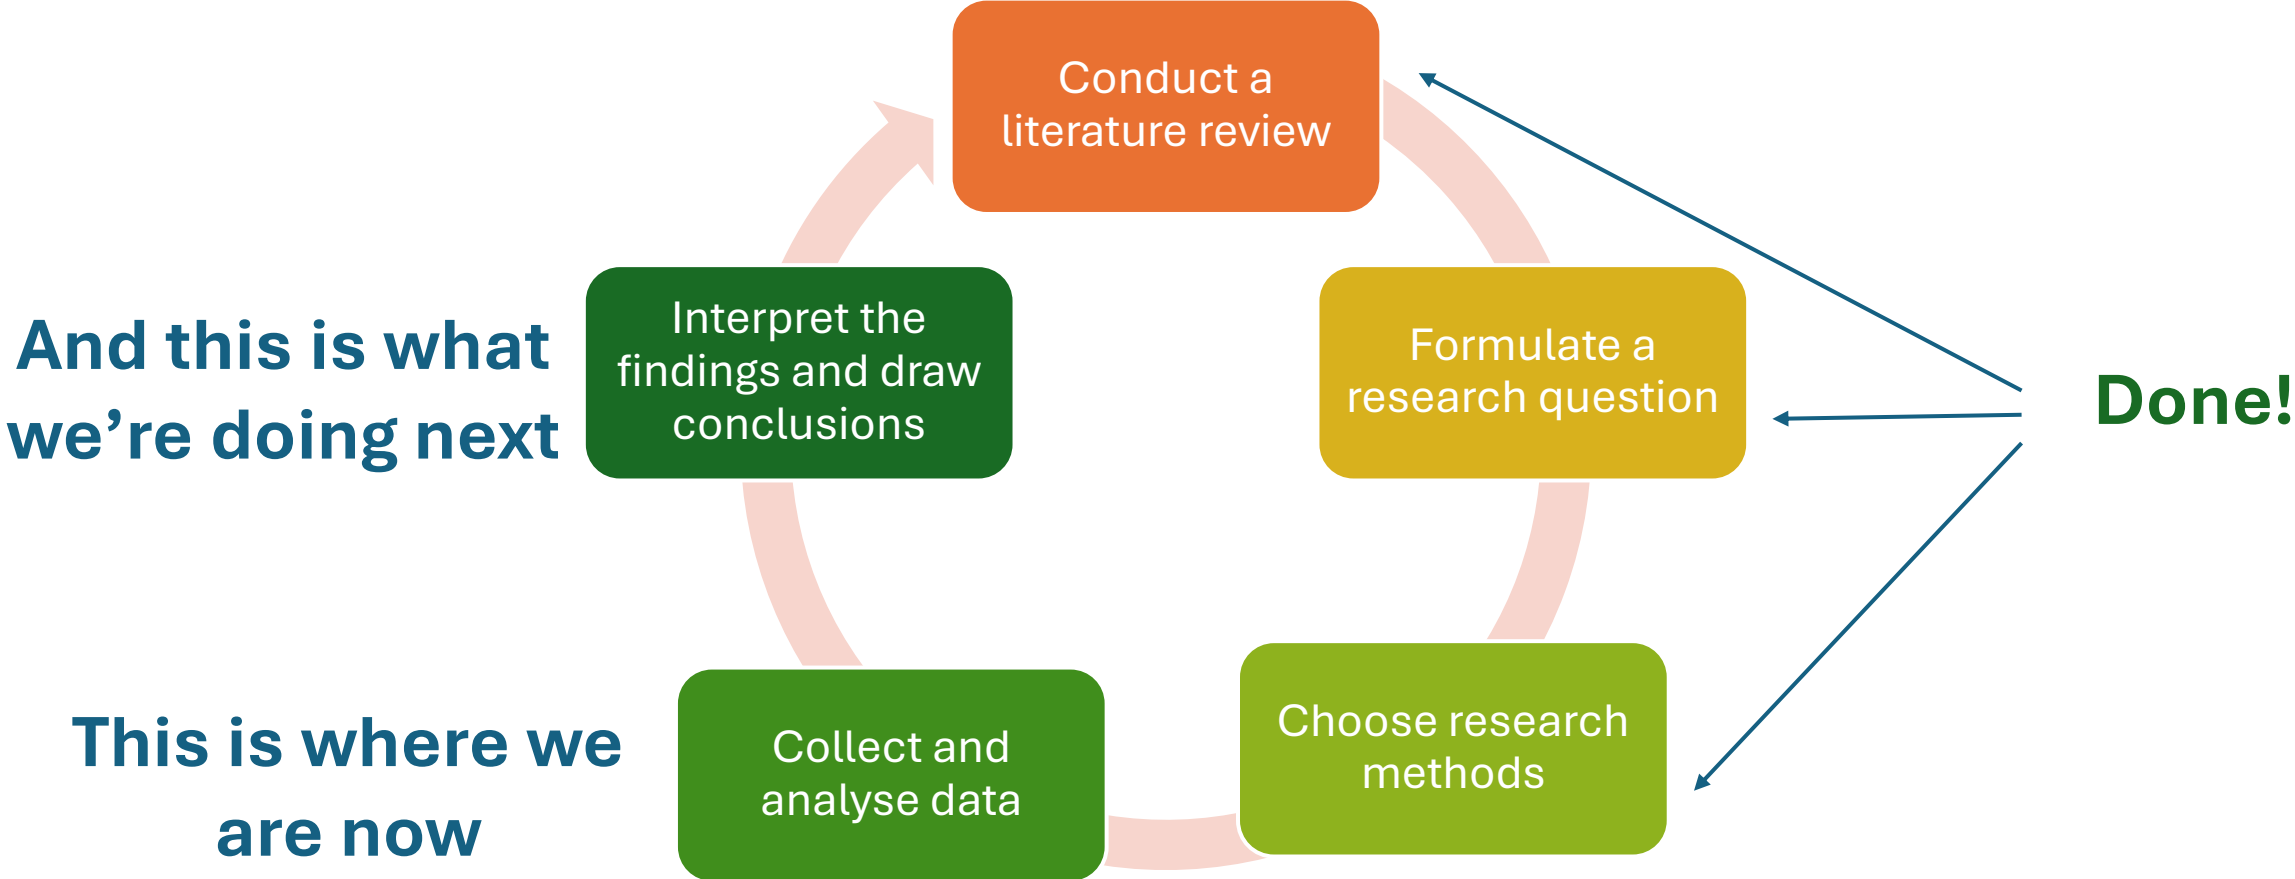 Conduct a
literature review
Formulate a
research question
Choose research
methods
Collect and
analyse data
Interpret the
findings and draw
conclusions
Done!
This is where we
are now
And this is what
we’re doing next